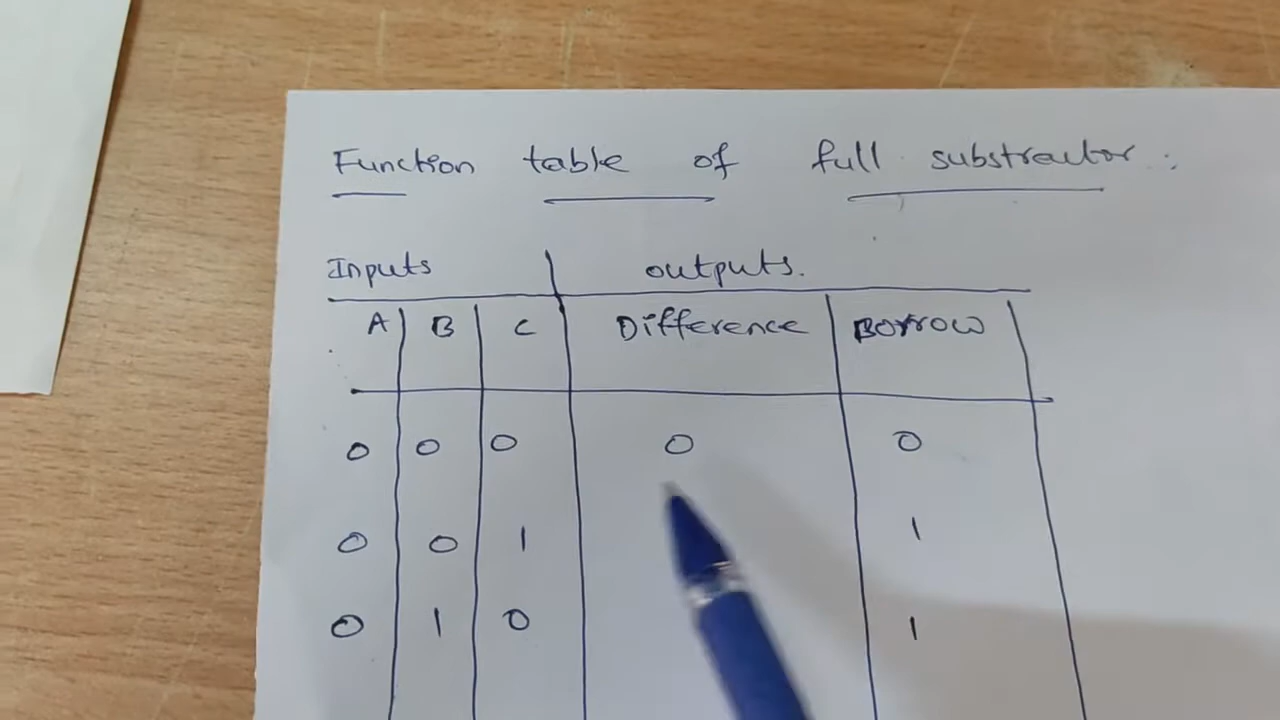 Function table of full substractor :
Inputs outputs.
A B C Difference Borrow
0 0 0 0 0
0 0 1 1
0 1 0 1